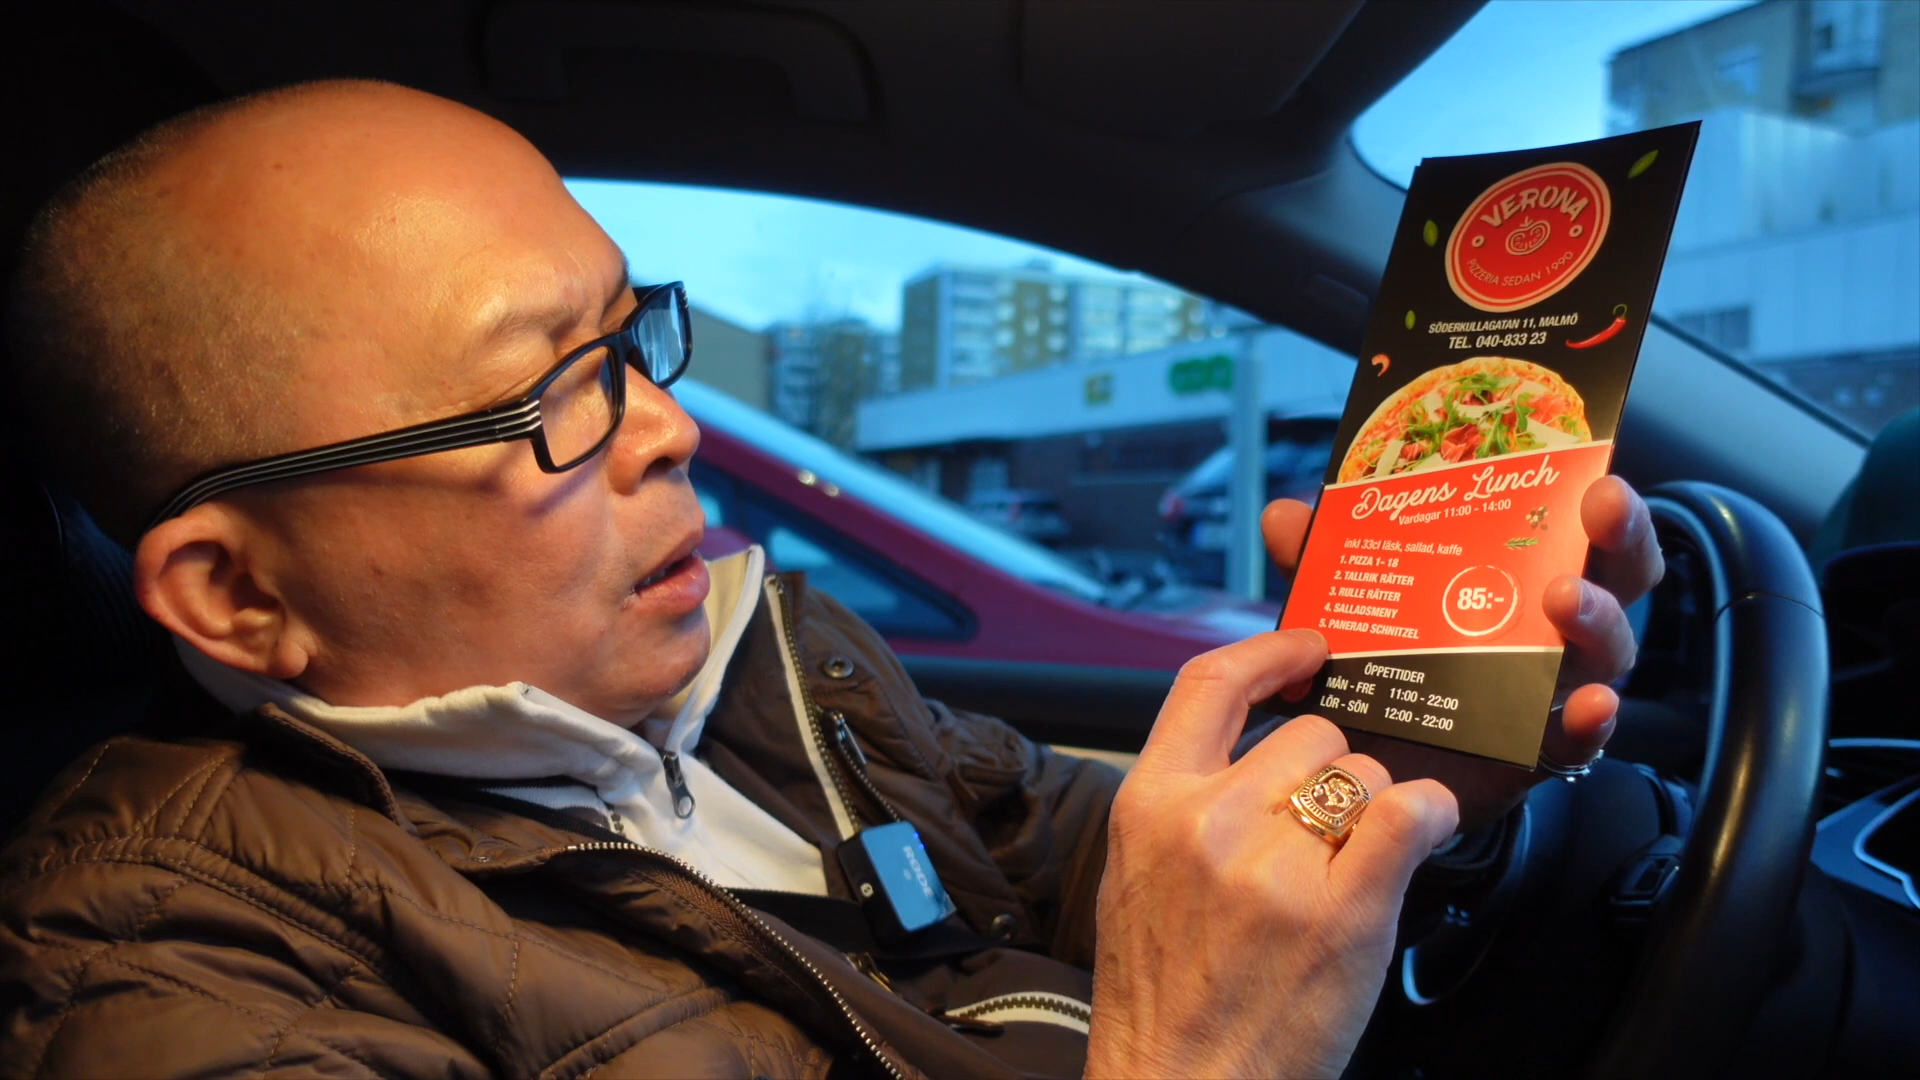 VERONA
PIZZERIA SEDAN 1990
SÖDERKULLAGATAN 11, MALMÖ
TEL. 040-833 23
Dagens Lunch
Vardagar 11:00 - 14:00
inkl 33cl läsk, sallad, kaffe
1. PIZZA 1- 18
2. TALLRIK RÄTTER
3. RULLE RÄTTER
4. SALLADSMENY
5. PANERAD SCHNITZEL
85:-
ÖPPETTIDER
MÅN - FRE 11:00 - 22:00
LÖR - SÖN 12:00 - 22:00
RODE